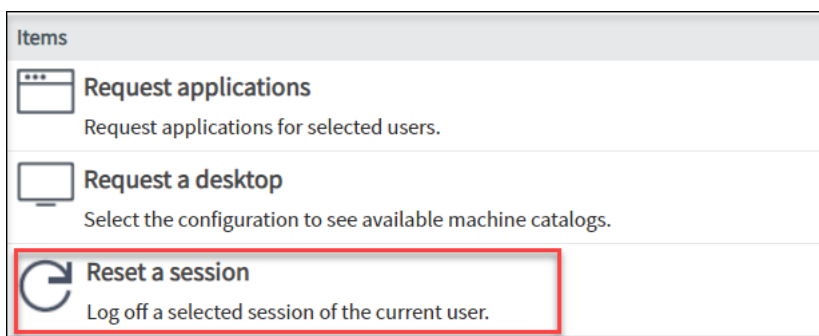 Items
Request applications
Request applications for selected users.
Request a desktop
Select the configuration to see available machine catalogs.
Reset a session
Log off a selected session of the current user.